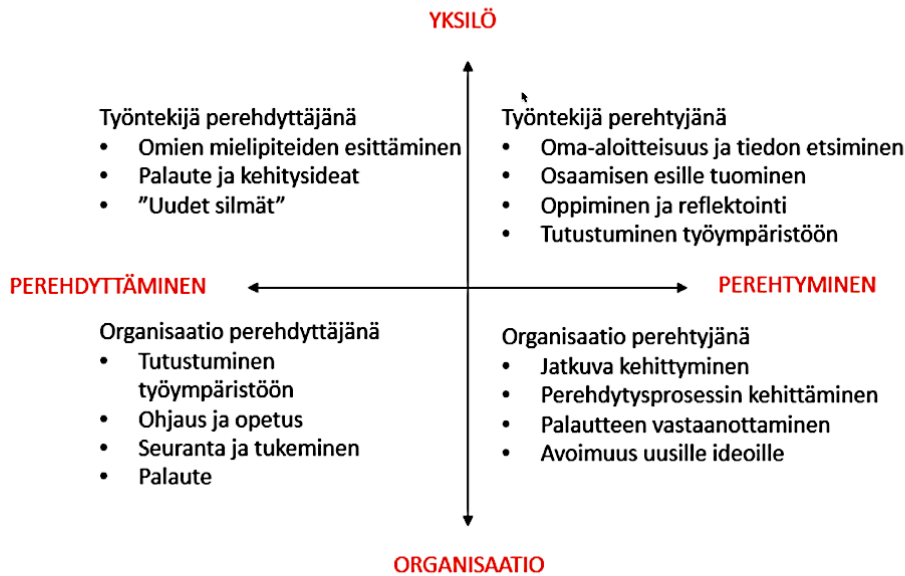 YKSILÖ
Työntekijä perehdyttäjänä
• Omien mielipiteiden esittäminen
• Palaute ja kehitysideat
• ”Uudet silmät”
Työntekijä perehtyjänä
• Oma-aloitteisuus ja tiedon etsiminen
• Osaamisen esille tuominen
• Oppiminen ja reflektointi
• Tutustuminen työympäristöön
PEREHDYTTÄMINEN
PEREHTYMINEN
Organisaatio perehdyttäjänä
• Tutustuminen
työympäristöön
• Ohjaus ja opetus
• Seuranta ja tukeminen
• Palaute
Organisaatio perehtyjänä
• Jatkuva kehittyminen
• Perehdytysprosessin kehittäminen
• Palautteen vastaanottaminen
• Avoimuus uusille ideoille
ORGANISAATIO